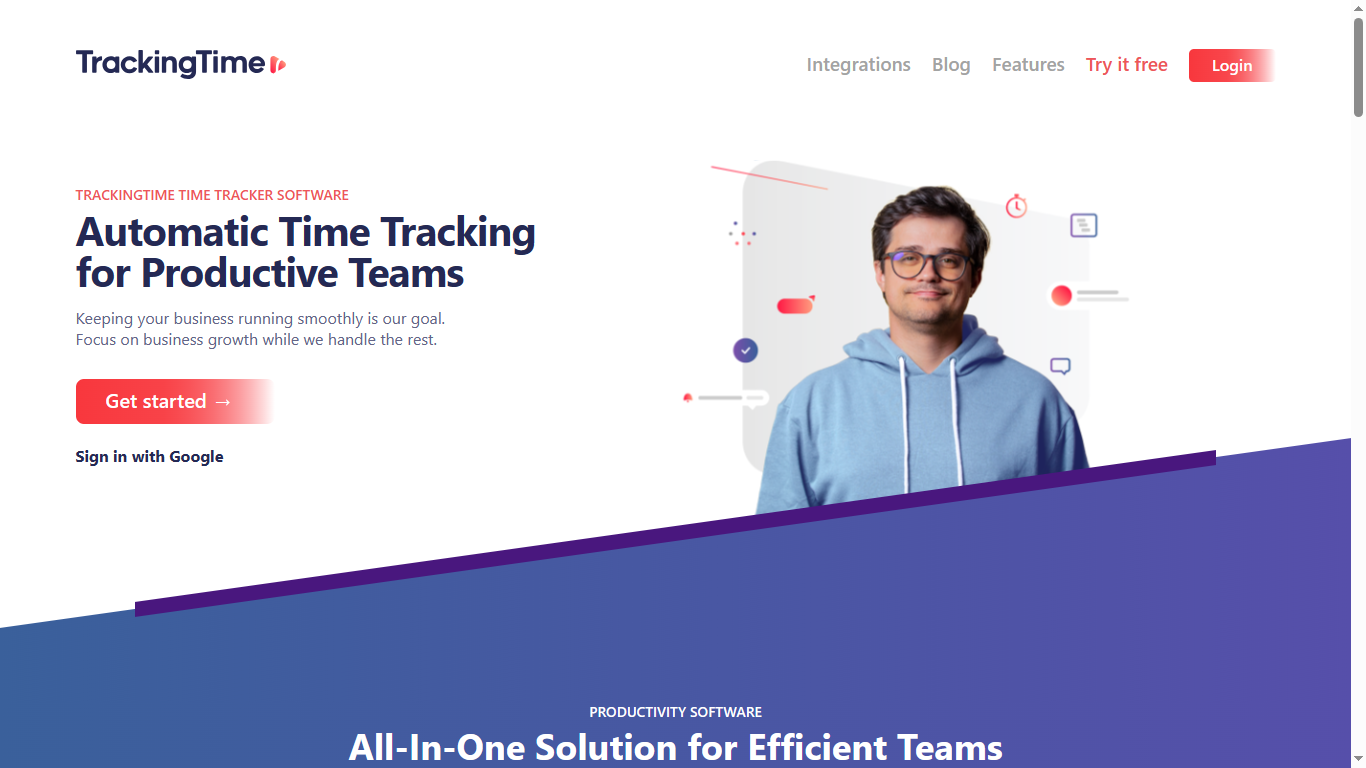 TrackingTime
Integrations Blog Features Try it free Login
TRACKINGTIME TIME TRACKER SOFTWARE
Automatic Time Tracking
for Productive Teams
Keeping your business running smoothly is our goal.
Focus on business growth while we handle the rest.
Get started →
Sign in with Google
PRODUCTIVITY SOFTWARE
All-In-One Solution for Efficient Teams